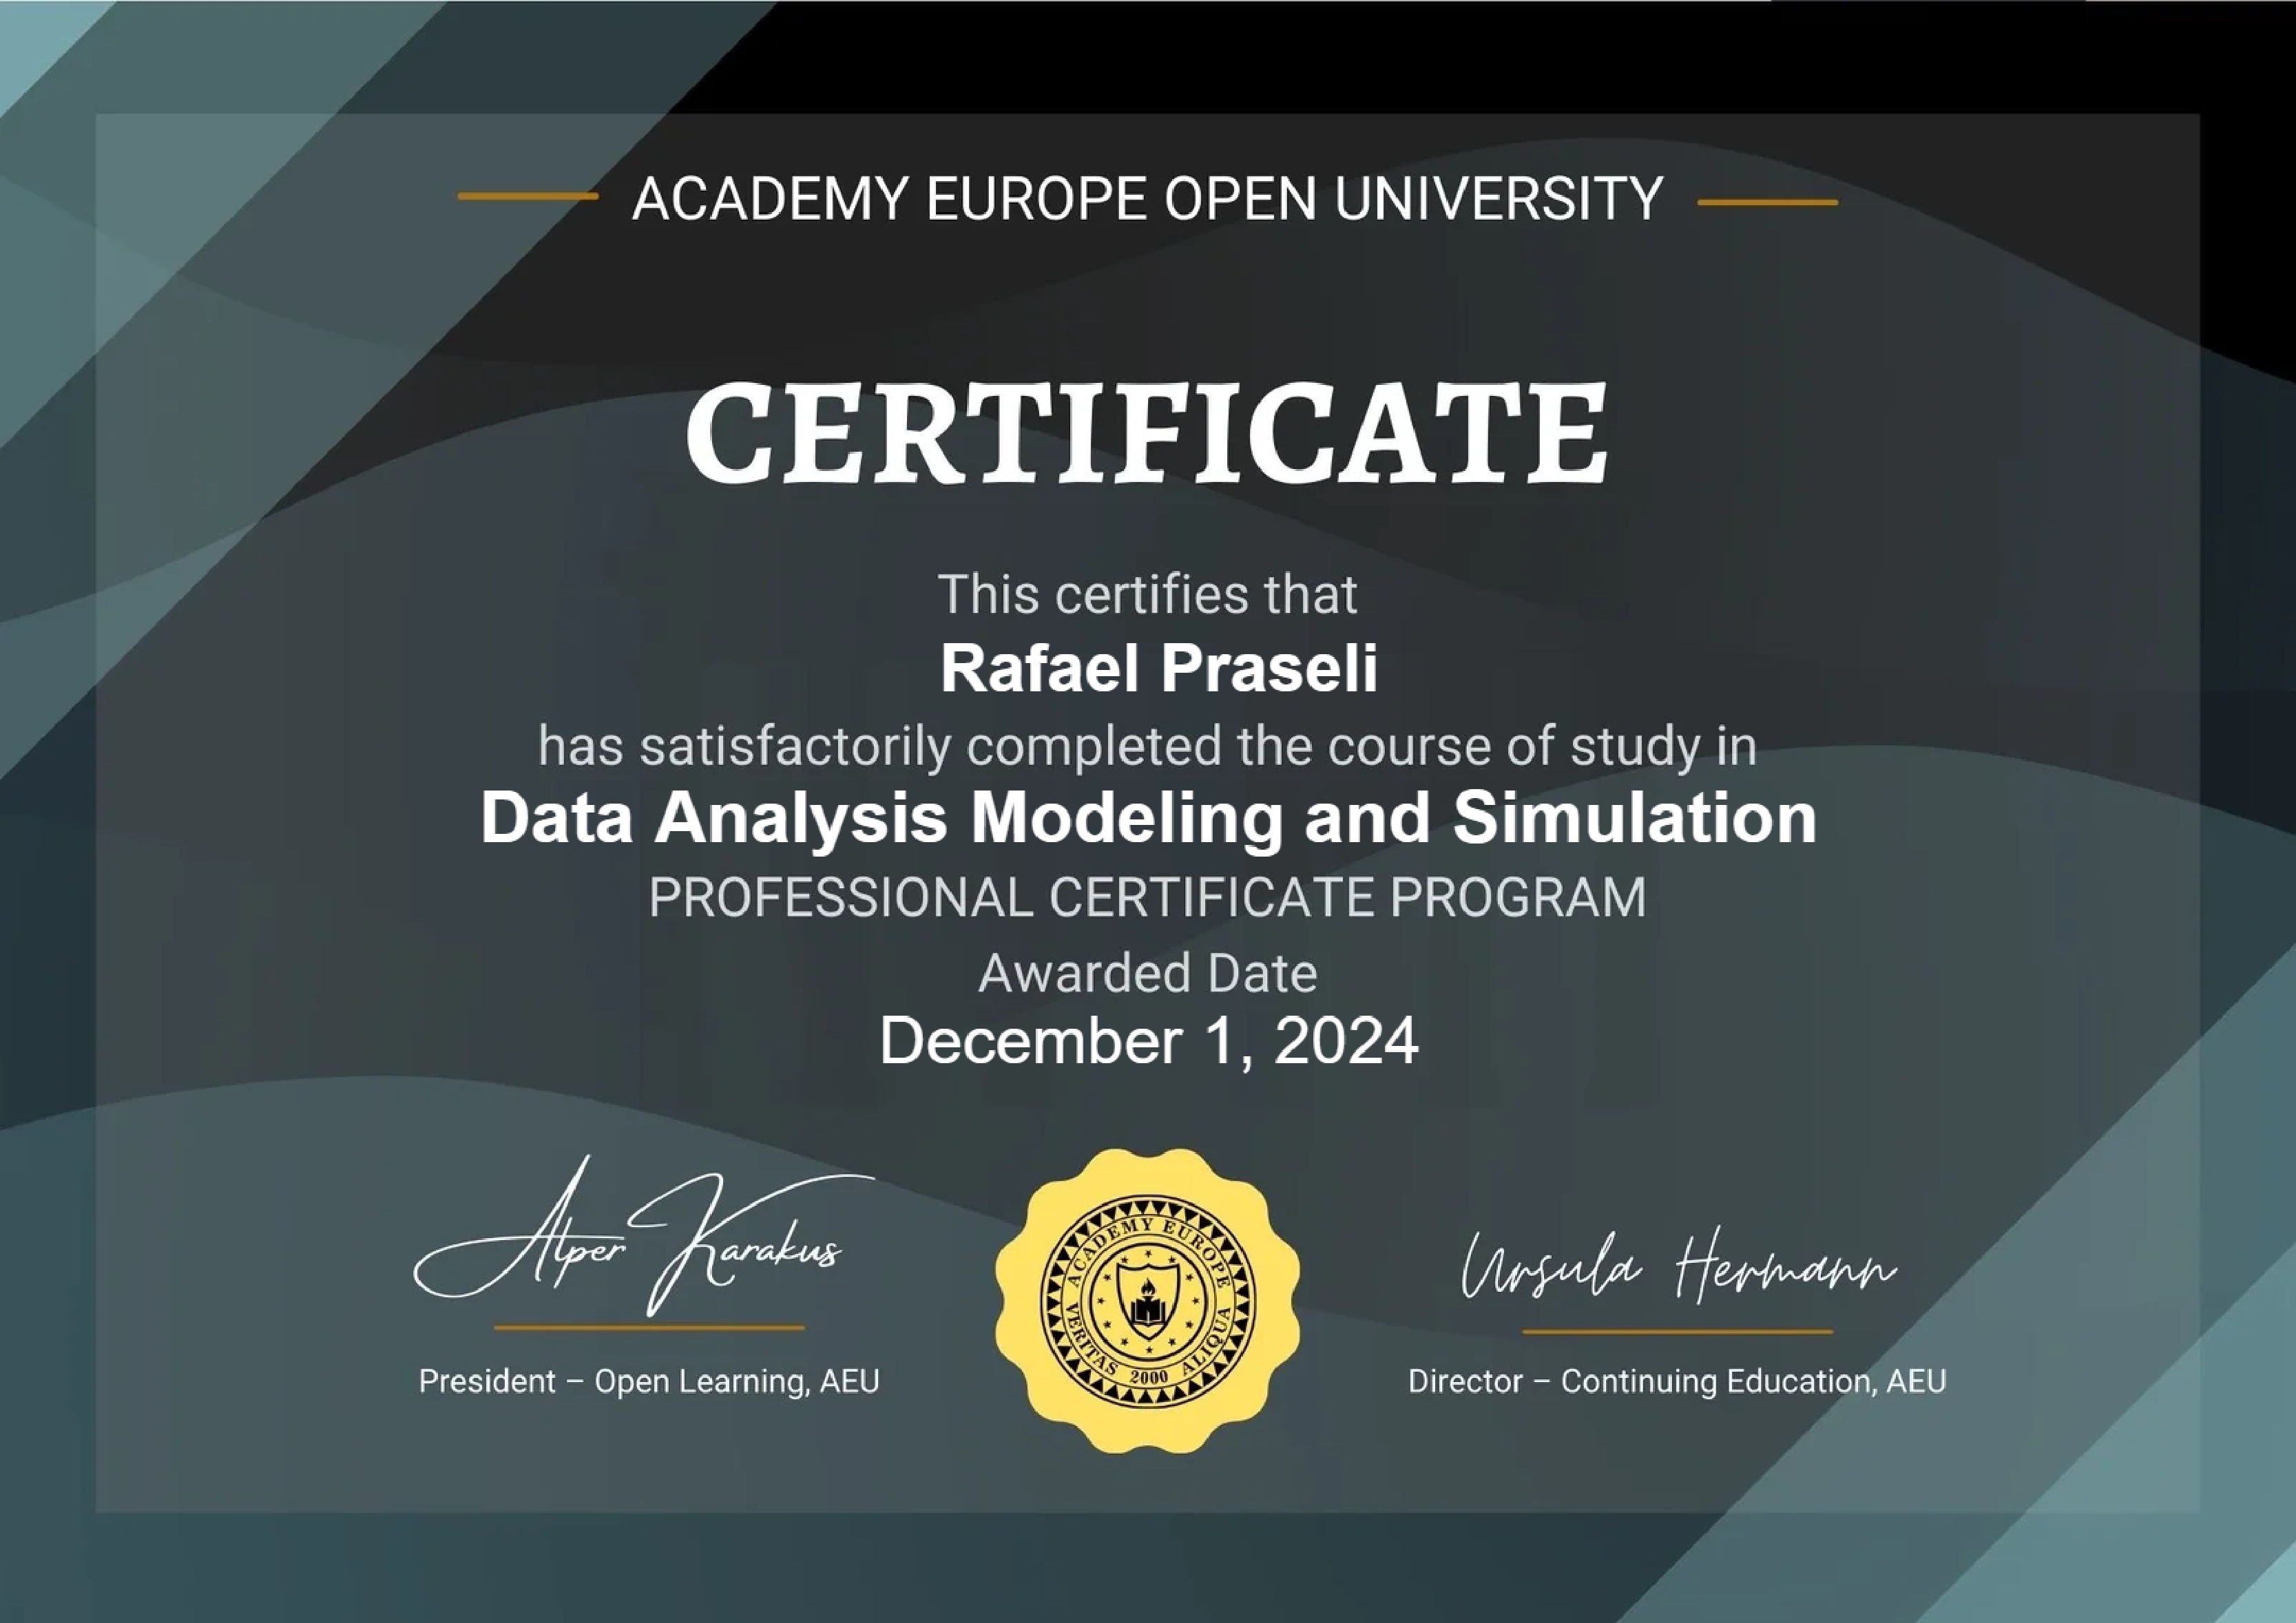 ACADEMY EUROPE OPEN UNIVERSITY
CERTIFICATE
This certifies that
Rafael Praseli
has satisfactorily completed the course of study in
Data Analysis Modeling and Simulation
PROFESSIONAL CERTIFICATE PROGRAM
Awarded Date
December 1, 2024
Alper Karakus
President – Open Learning, AEU
ACADEMY EUROPE
VERITAS 2000 ALIQUA
Ursula Hermann
Director – Continuing Education, AEU